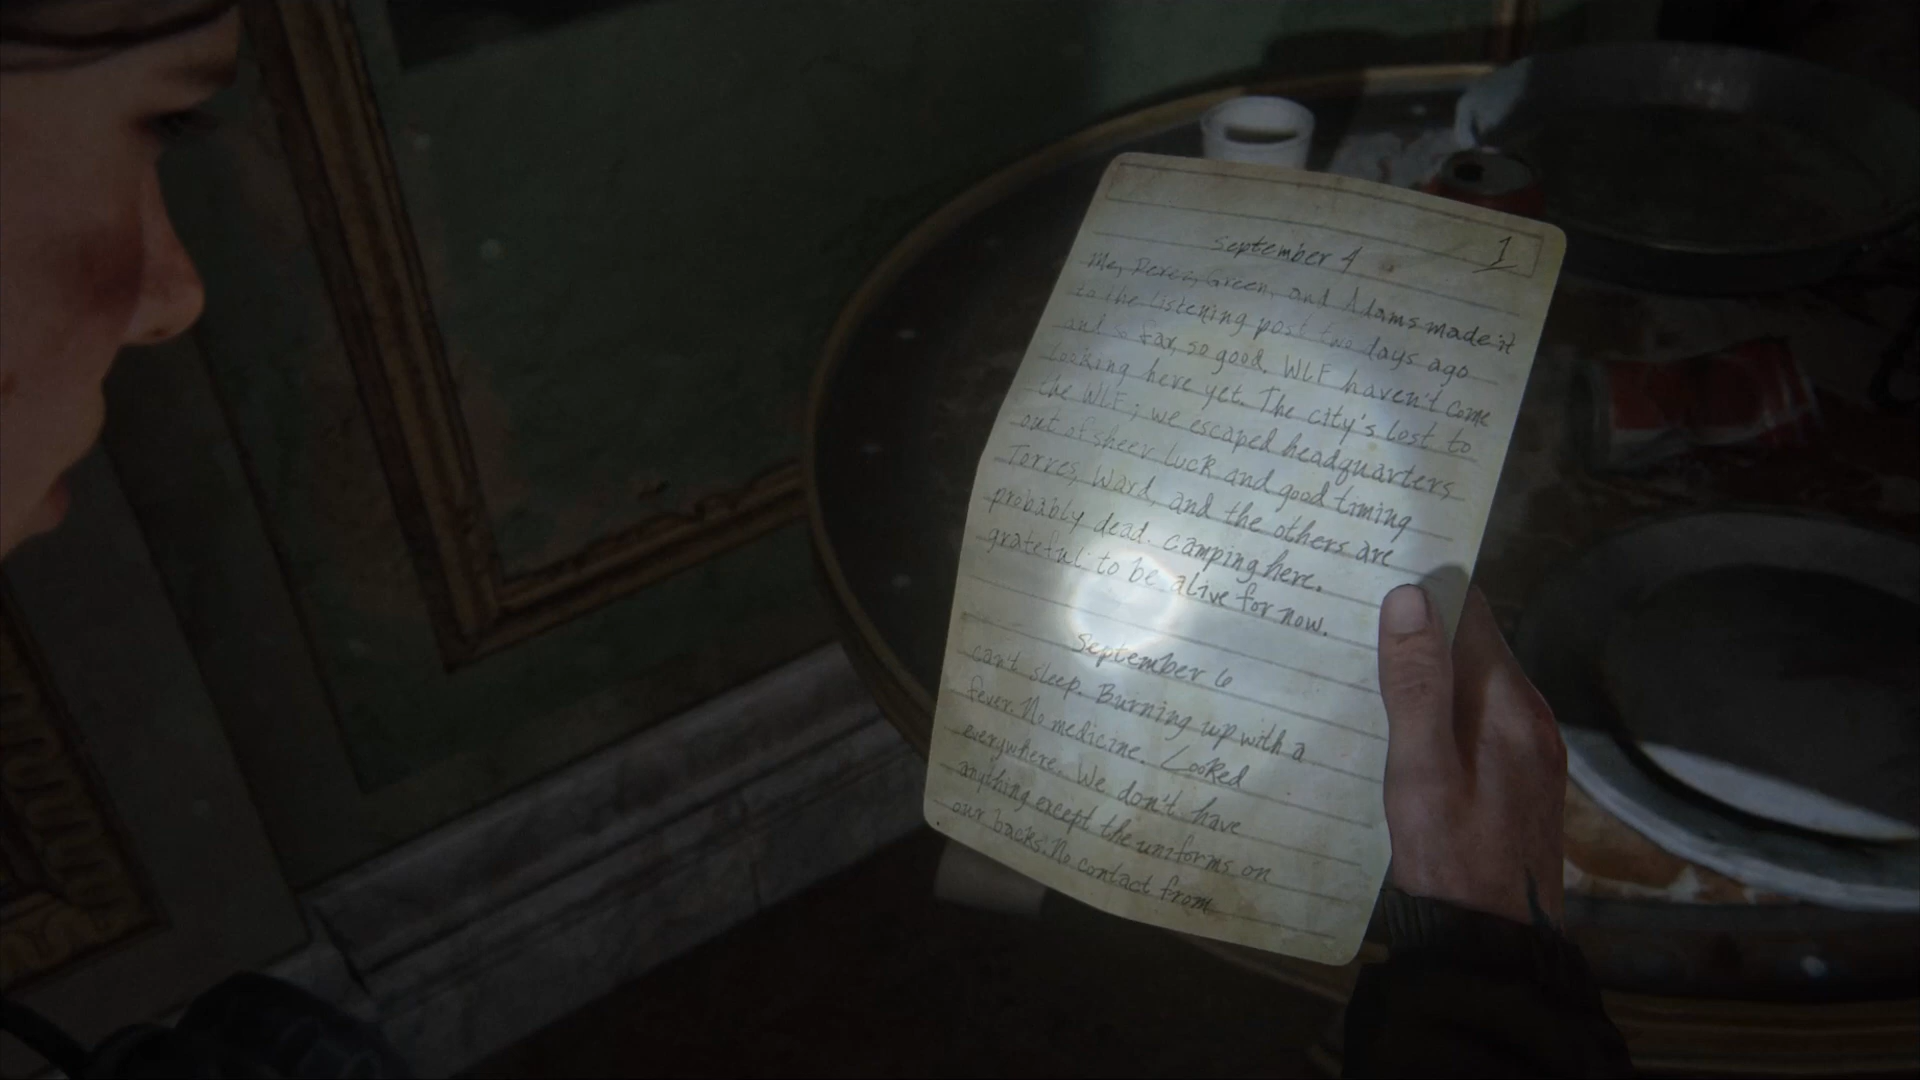 1
September 4
Me, Perez, Green, and Adams made it
to the listening post two days ago
and so far, so good. WLF haven't come
looking here yet. The city's lost to
the WLF; we escaped headquarters
out of sheer luck and good timing
Torres, Ward, and the others are
probably dead. camping here.
grateful to be alive for now.
September 6
can't sleep. Burning up with a
fever. No medicine. Looked
everywhere. We don't have
anything except the uniforms on
our backs. No contact from